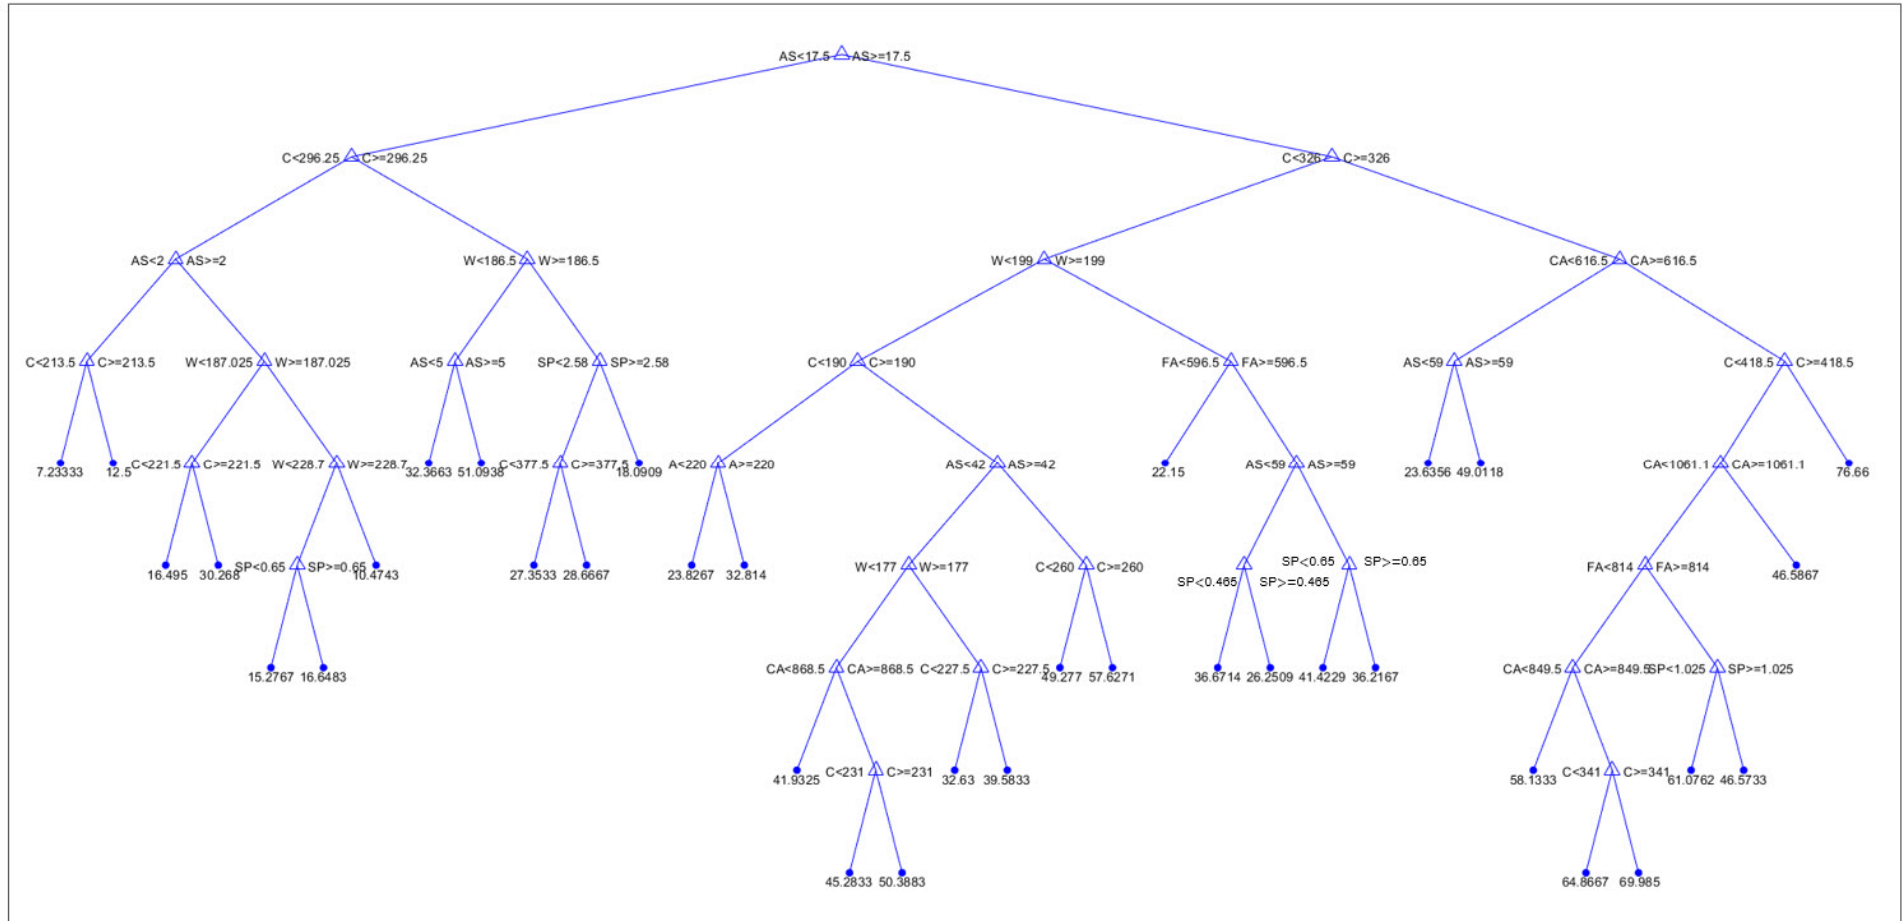 AS<17.5 AS>=17.5
C<296.25 C>=296.25 C<326 C>=326
AS<2 AS>=2 W<186.5 W>=186.5 W<199 W>=199 CA<616.5 CA>=616.5
C<213.5 C>=213.5 W<187.025 W>=187.025 AS<5 AS>=5 SP<2.58 SP>=2.58 C<190 C>=190 FA<596.5 FA>=596.5 AS<59 AS>=59 C<418.5 C>=418.5
7.23333 12.5 C<221.5 C>=221.5 W<228.7 W>=228.7 32.3663 51.0938 C<377.5 C>=377.5 18.0909 A<220 A>=220 AS<42 AS>=42 22.15 AS<59 AS>=59 23.6356 49.0118 CA<1061.1 CA>=1061.1 76.66
16.495 30.268 SP<0.65 SP>=0.65 10.4743 27.3533 28.6667 23.8267 32.814 W<177 W>=177 C<260 C>=260 SP<0.465 SP>=0.465 SP<0.65 SP>=0.65 FA<814 FA>=814 46.5867
15.2767 16.6483 CA<868.5 CA>=868.5 C<227.5 C>=227.5 49.277 57.6271 36.6714 26.2509 41.4229 36.2167 CA<849.5 CA>=849.5 SP<1.025 SP>=1.025
41.9325 C<231 C>=231 32.63 39.5833 58.1333 C<341 C>=341 61.0762 46.5733
45.2833 50.3883 64.8667 69.985